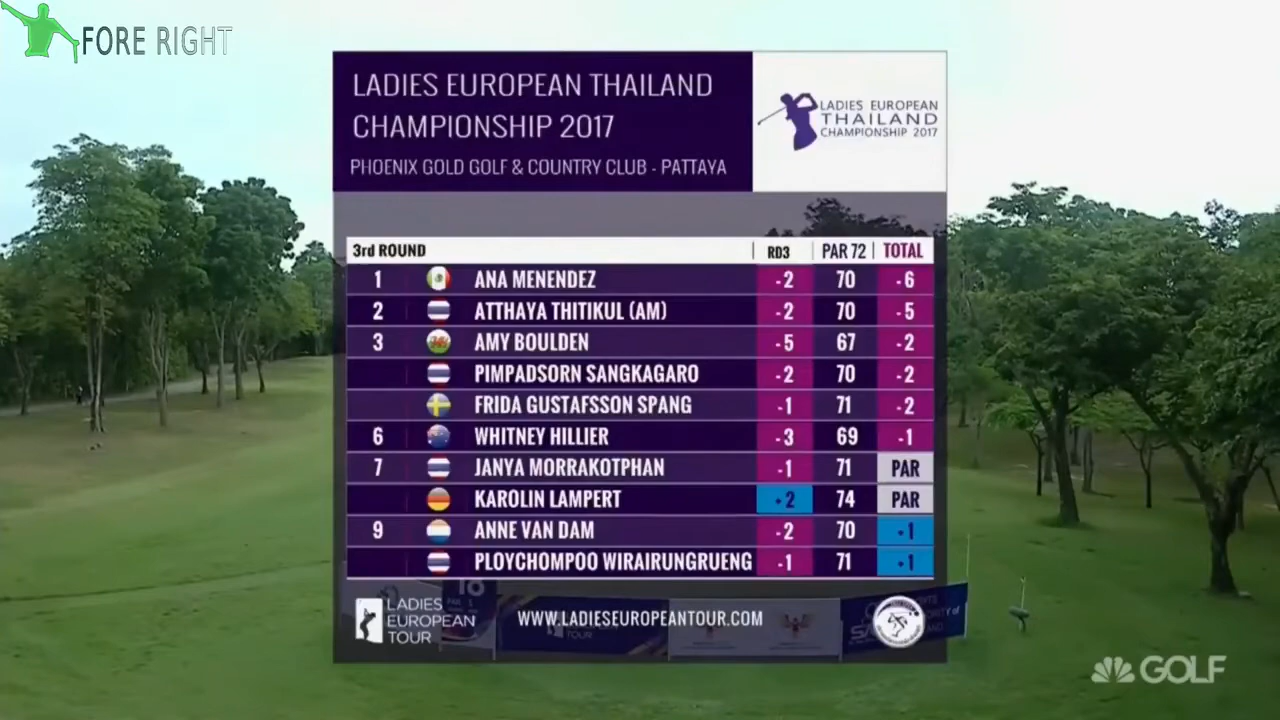 FORE RIGHT
LADIES EUROPEAN THAILAND
CHAMPIONSHIP 2017
PHOENIX GOLD GOLF & COUNTRY CLUB - PATTAYA
LADIES EUROPEAN
THAILAND
CHAMPIONSHIP 2017
3rd ROUND RD3 PAR 72 TOTAL
1 ANA MENENDEZ -2 70 -6
2 ATTHAYA THITIKUL (AM) -2 70 -5
3 AMY BOULDEN -5 67 -2
PIMPADSORN SANGKAGARO -2 70 -2
FRIDA GUSTAFSSON SPANG -1 71 -2
6 WHITNEY HILLIER -3 69 -1
7 JANYA MORRAKOTPHAN -1 71 PAR
KAROLIN LAMPERT +2 74 PAR
9 ANNE VAN DAM -2 70 +1
PLOYCHOMPOO WIRAIRUNGRUENG -1 71 +1
LADIES
EUROPEAN
TOUR
WWW.LADIESEUROPEANTOUR.COM
GOLF